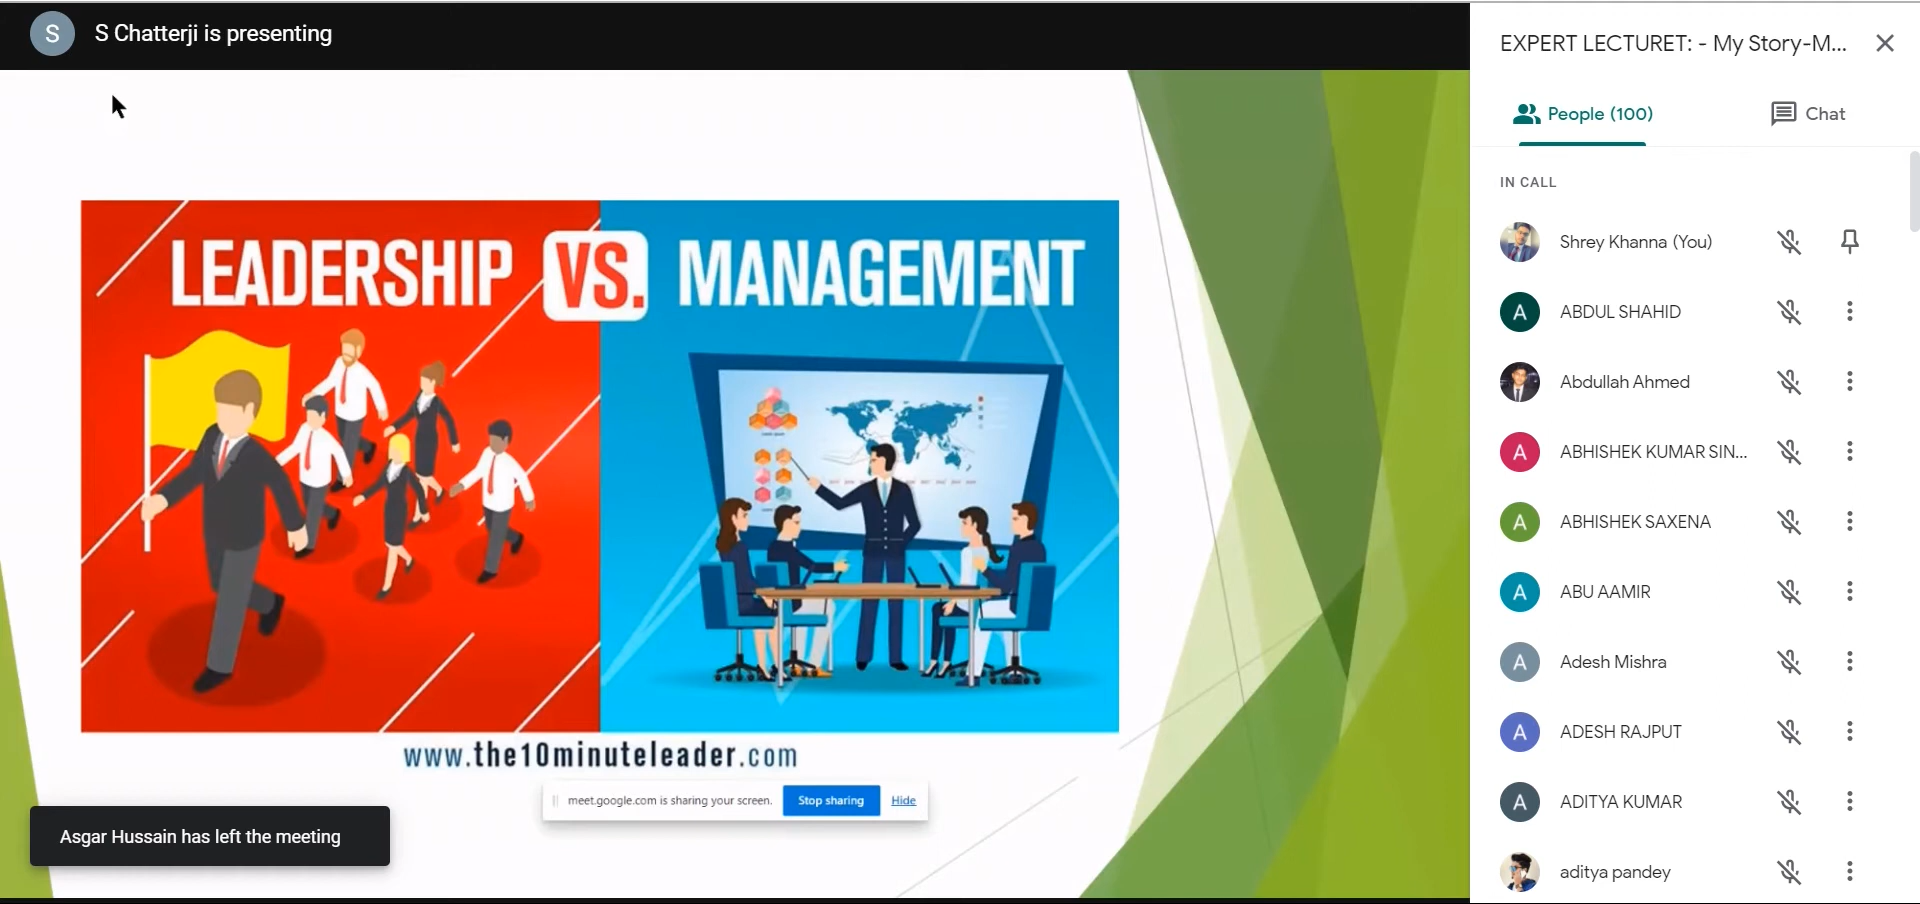 S
S Chatterji is presenting
LEADERSHIP VS. MANAGEMENT
www.the10minuteleader.com
meet.google.com is sharing your screen. Stop sharing Hide
Asgar Hussain has left the meeting
EXPERT LECTURET: - My Story-M...
People (100) Chat
IN CALL
Shrey Khanna (You)
A ABDUL SHAHID
Abdullah Ahmed
A ABHISHEK KUMAR SIN...
A ABHISHEK SAXENA
A ABU AAMIR
A Adesh Mishra
A ADESH RAJPUT
A ADITYA KUMAR
aditya pandey